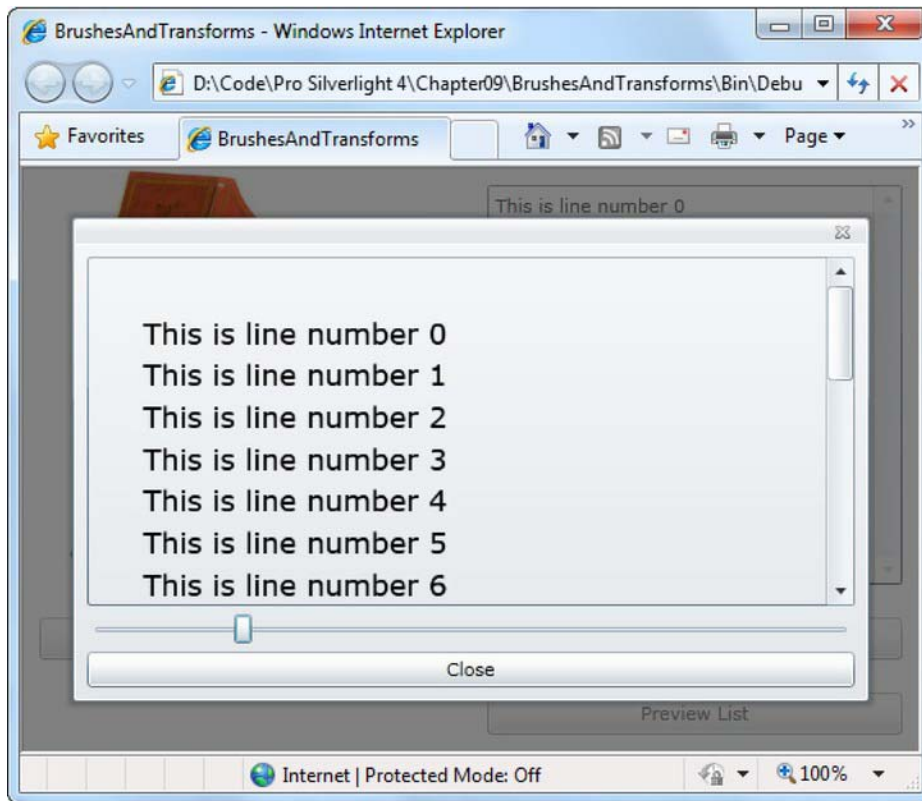 BrushesAndTransforms - Windows Internet Explorer
D:\Code\Pro Silverlight 4\Chapter09\BrushesAndTransforms\Bin\Debu
Favorites
BrushesAndTransforms
Page
This is line number 0
This is line number 0
This is line number 1
This is line number 2
This is line number 3
This is line number 4
This is line number 5
This is line number 6
Close
Preview List
Internet | Protected Mode: Off
100%